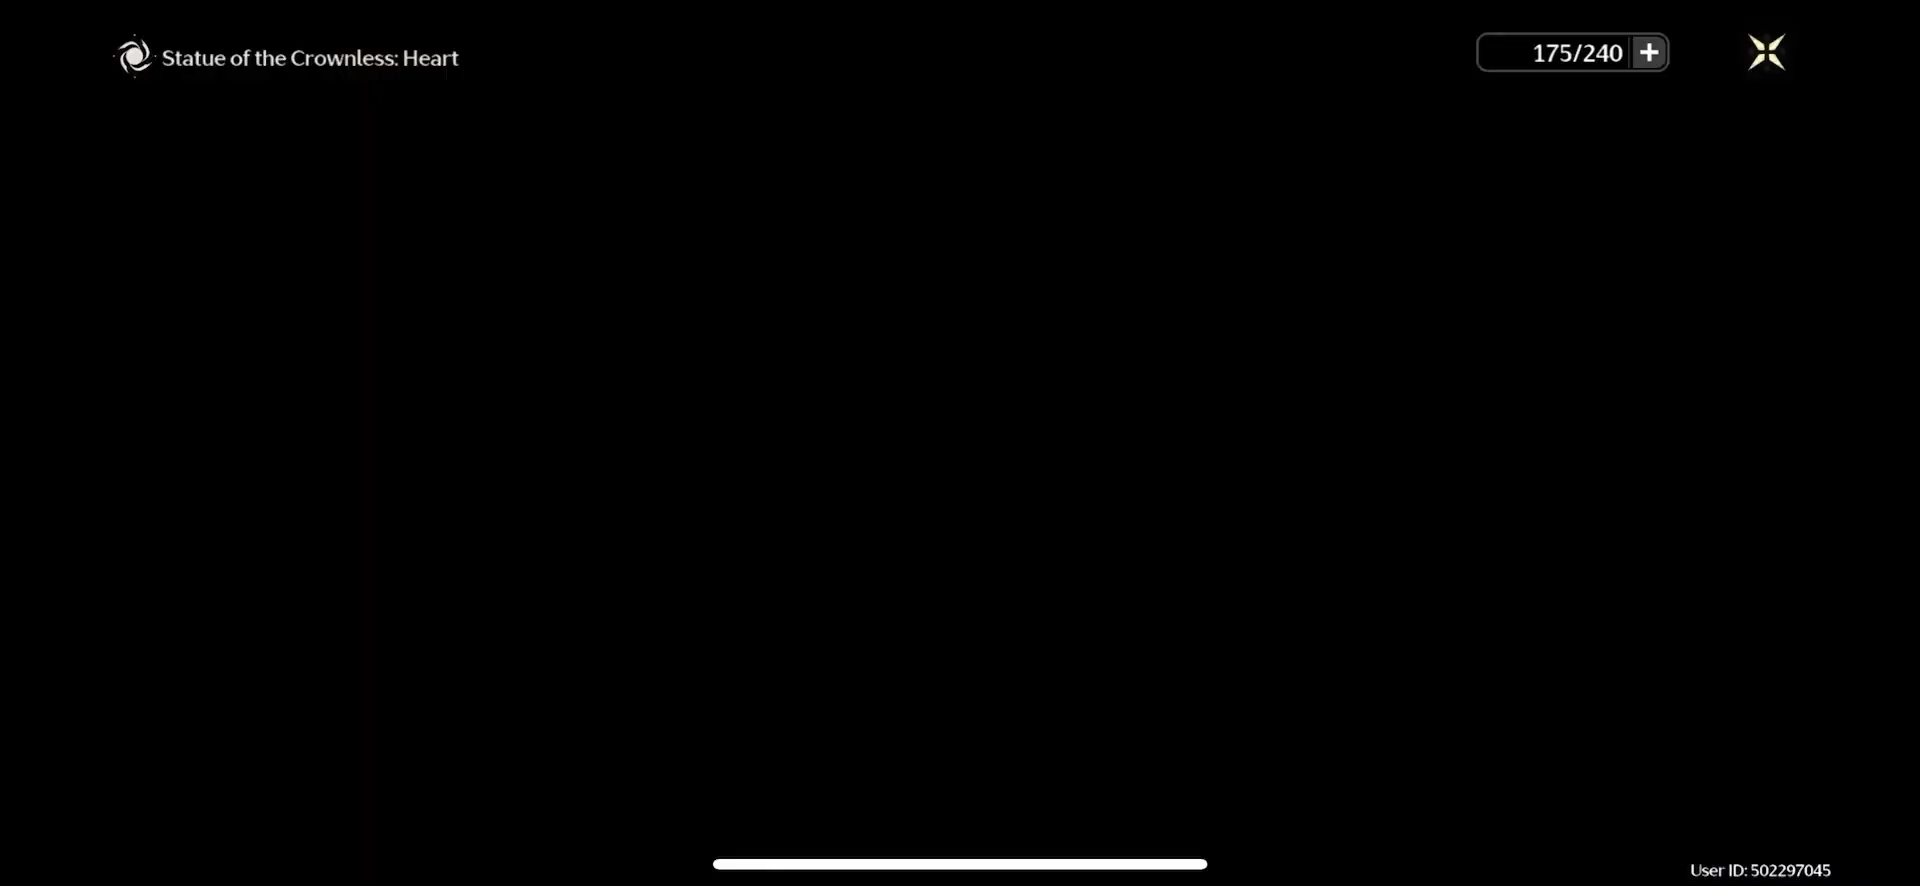 Statue of the Crownless: Heart
175/240 +
User ID: 502297045